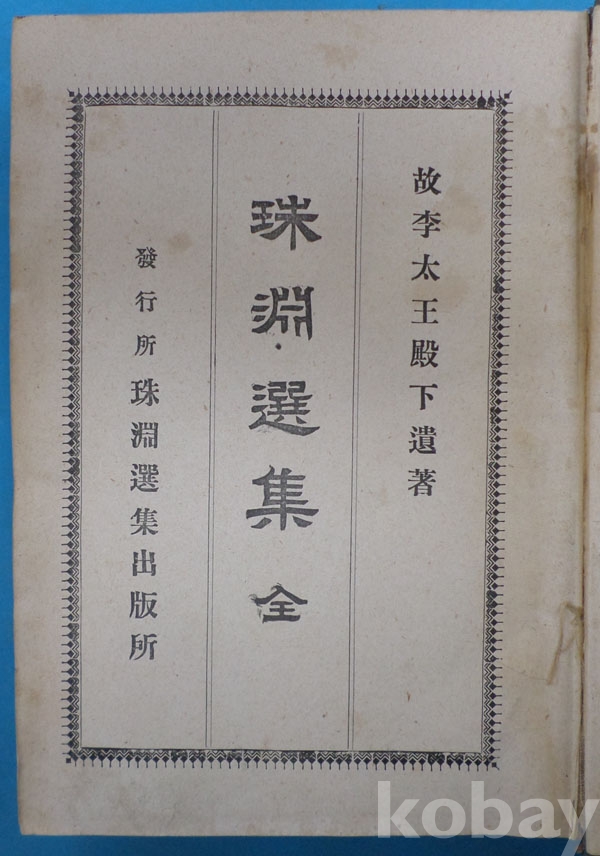 故李太王殿下遺著
珠淵選集 全
發行所 珠淵選集出版所
kobay